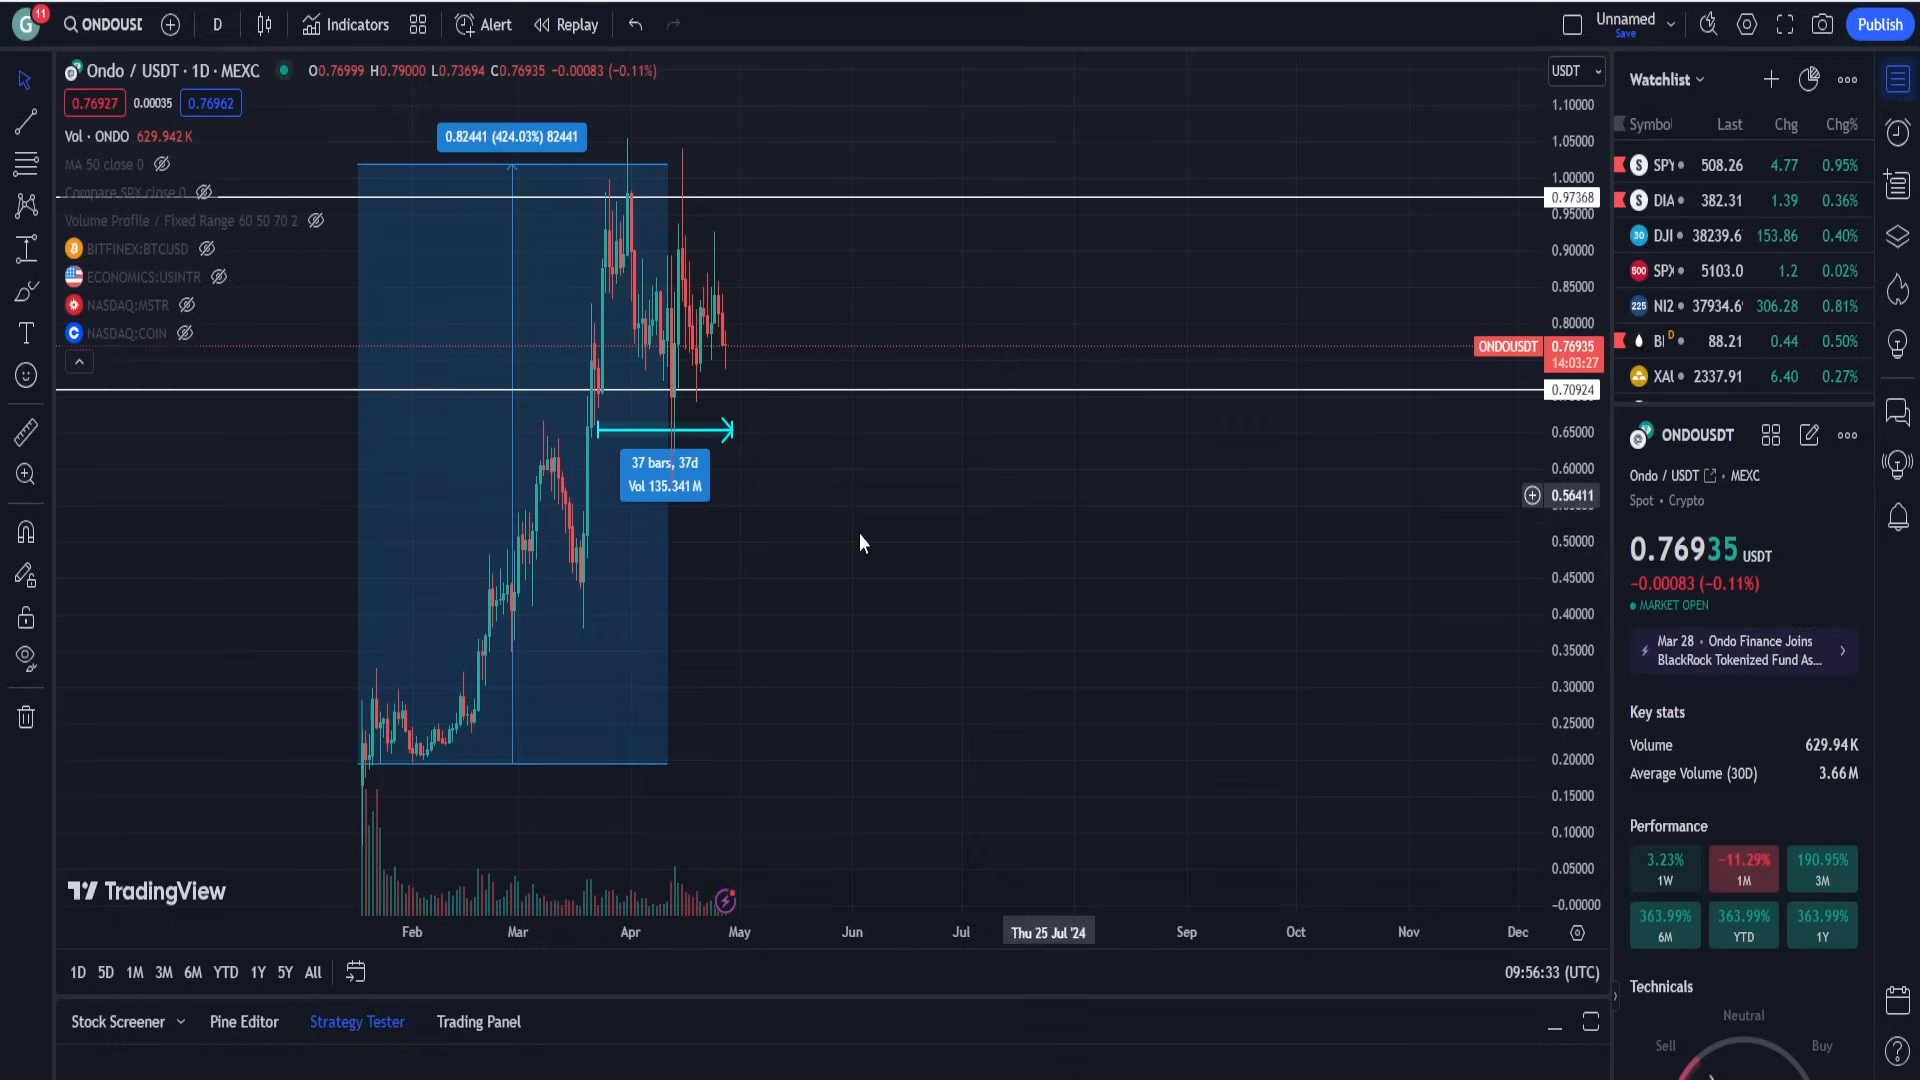 G 11 ONDOUSD D Indicators Alert Replay Unnamed Save Publish
Ondo / USDT · 1D · MEXC O0.76999 H0.79000 L0.73694 C0.76935 −0.00083 (−0.11%)
0.76927 0.00035 0.76962
Vol · ONDO 629.942 K
MA 50 close 0
Compare SPX close 0
Volume Profile / Fixed Range 60 50 70 2
BITFINEX:BTCUSD
ECONOMICS:USINTR
NASDAQ:MSTR
NASDAQ:COIN
0.82441 (424.03%) 82441
37 bars, 37d
Vol 135.341 M
USDT
1.10000
1.05000
1.00000
0.97368
0.95000
0.90000
0.85000
0.80000
ONDOUSDT 0.76935
14:03:27
0.70924
0.65000
0.60000
0.56411
0.50000
0.45000
0.40000
0.35000
0.30000
0.25000
0.20000
0.15000
0.10000
0.05000
−0.00000
TradingView
Feb Mar Apr May Jun Jul Thu 25 Jul '24 Sep Oct Nov Dec
1D 5D 1M 3M 6M YTD 1Y 5Y All 09:56:33 (UTC)
Stock Screener Pine Editor Strategy Tester Trading Panel
Watchlist
Symbol Last Chg Chg%
S SPY 508.26 4.77 0.95%
S DIA 382.31 1.39 0.36%
30 DJI 38239.6 153.86 0.40%
500 SPX 5103.0 1.2 0.02%
225 NI2 37934.6 306.28 0.81%
D 88.21 0.44 0.50%
XAU 2337.91 6.40 0.27%
ONDOUSDT
Ondo / USDT · MEXC
Spot · Crypto
0.76935 USDT
−0.00083 (−0.11%)
MARKET OPEN
Mar 28 · Ondo Finance Joins
BlackRock Tokenized Fund As...
Key stats
Volume 629.94 K
Average Volume (30D) 3.66 M
Performance
3.23% −11.29% 190.95%
1W 1M 3M
363.99% 363.99% 363.99%
6M YTD 1Y
Technicals
Neutral
Sell Buy